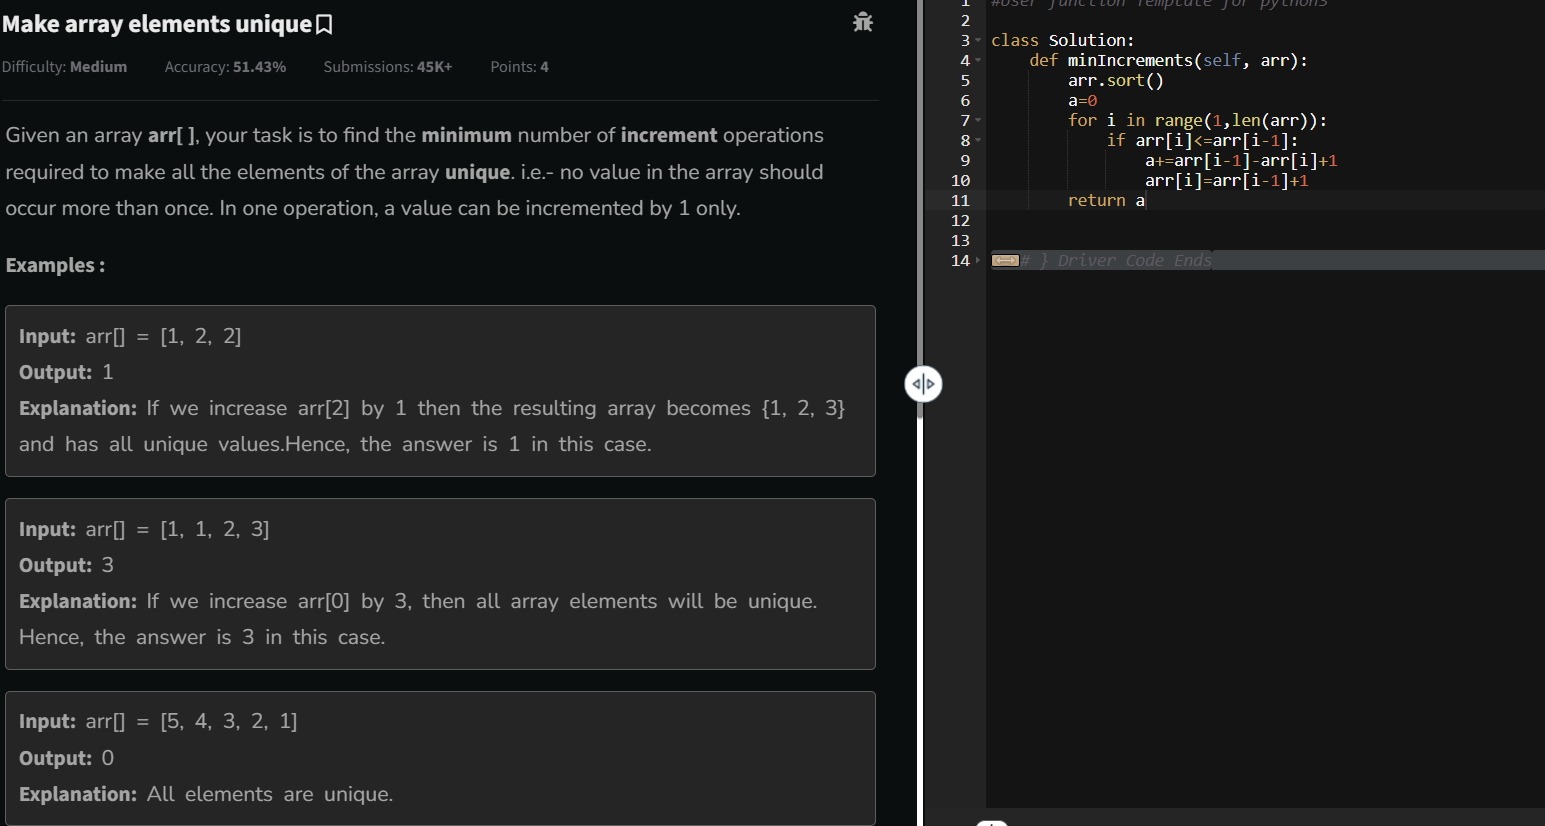 Make array elements unique
Difficulty: Medium Accuracy: 51.43% Submissions: 45K+ Points: 4
Given an array arr[ ], your task is to find the minimum number of increment operations
required to make all the elements of the array unique. i.e.- no value in the array should
occur more than once. In one operation, a value can be incremented by 1 only.
Examples :
Input: arr[] = [1, 2, 2]
Output: 1
Explanation: If we increase arr[2] by 1 then the resulting array becomes {1, 2, 3}
and has all unique values.Hence, the answer is 1 in this case.
Input: arr[] = [1, 1, 2, 3]
Output: 3
Explanation: If we increase arr[0] by 3, then all array elements will be unique.
Hence, the answer is 3 in this case.
Input: arr[] = [5, 4, 3, 2, 1]
Output: 0
Explanation: All elements are unique.
1 #User function Template for python3
2
3 class Solution:
4 def minIncrements(self, arr):
5 arr.sort()
6 a=0
7 for i in range(1,len(arr)):
8 if arr[i]<=arr[i-1]:
9 a+=arr[i-1]-arr[i]+1
10 arr[i]=arr[i-1]+1
11 return a
12
13
14 # } Driver Code Ends